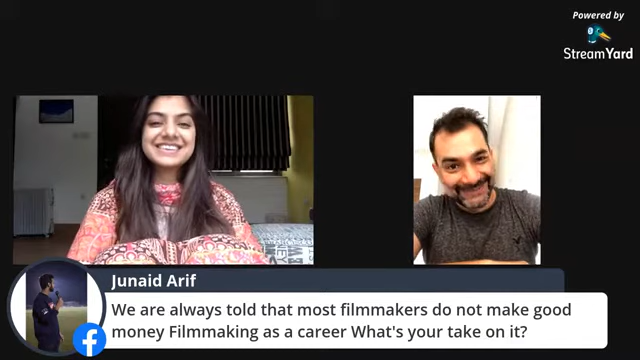 Powered by
StreamYard
Junaid Arif
We are always told that most filmmakers do not make good
money Filmmaking as a career What's your take on it?